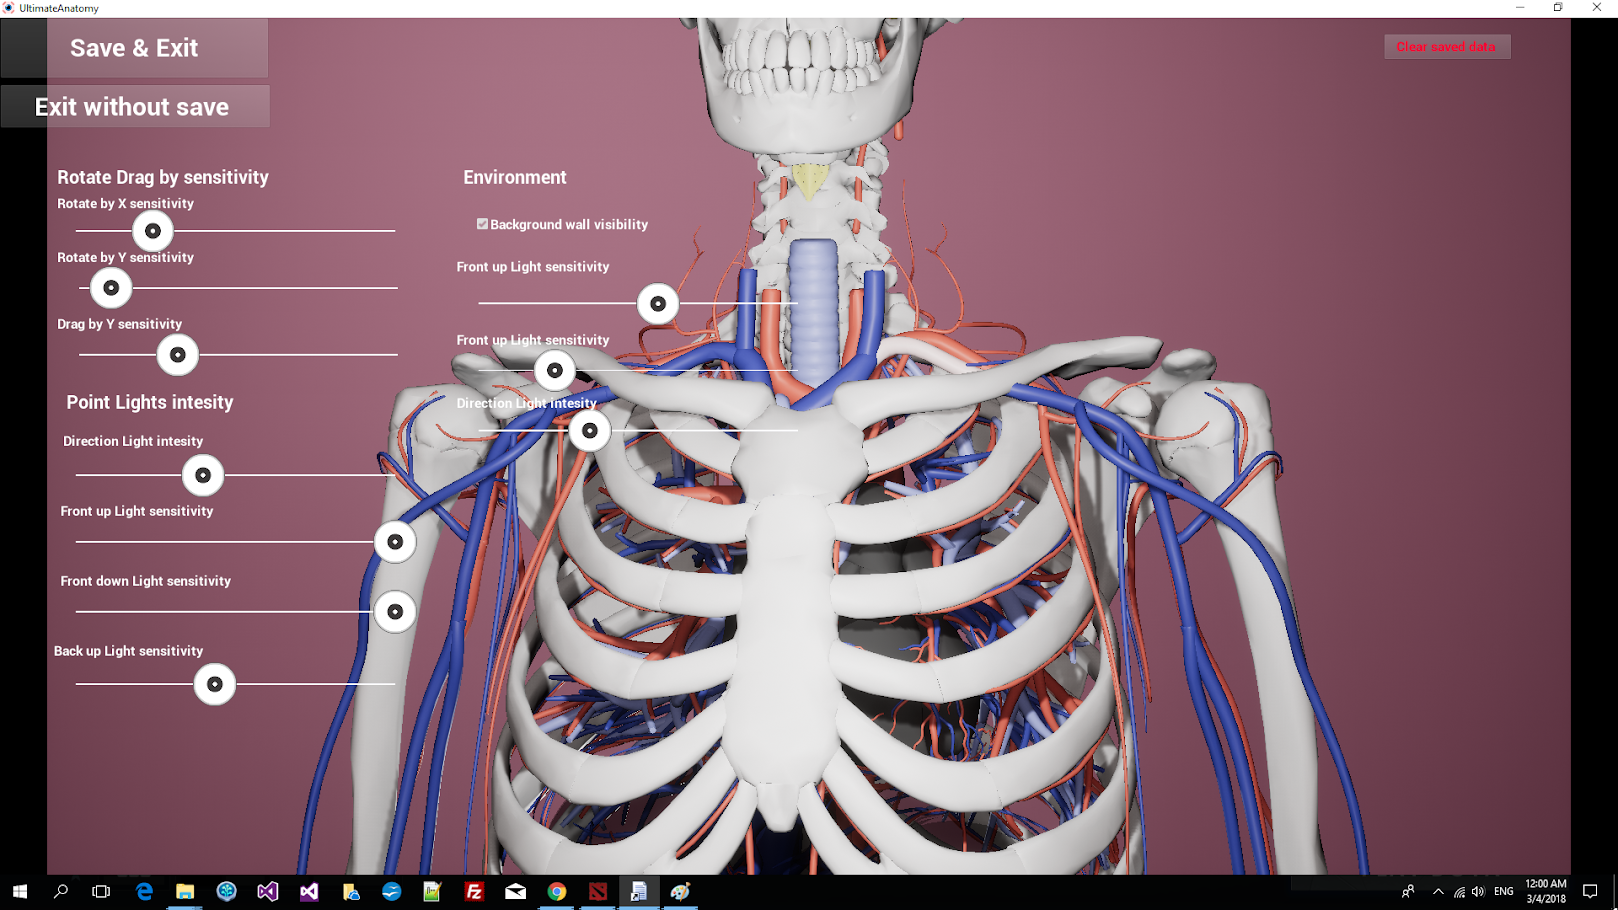 UltimateAnatomy
Save & Exit
Clear saved data
Exit without save
Rotate Drag by sensitivity
Rotate by X sensitivity
Rotate by Y sensitivity
Drag by Y sensitivity
Point Lights intesity
Direction Light intesity
Front up Light sensitivity
Front down Light sensitivity
Back up Light sensitivity
Environment
Background wall visibility
Front up Light sensitivity
Front up Light sensitivity
Direction Light intesity
ENG
12:00 AM
3/4/2018